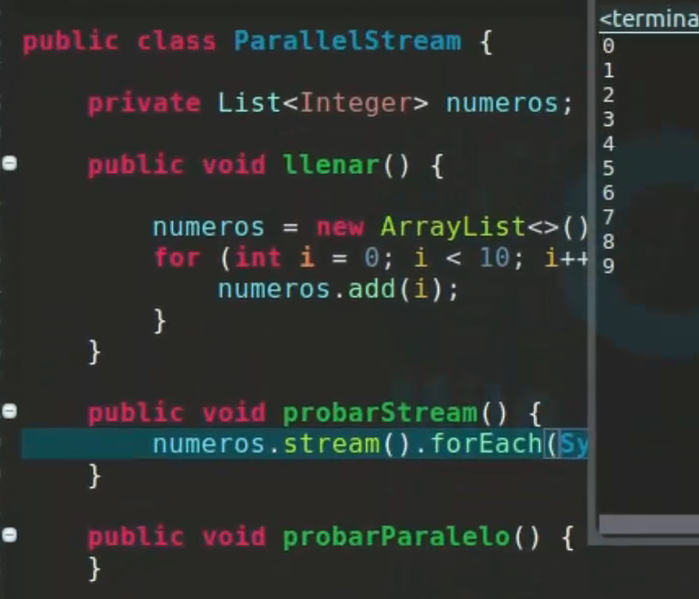 public class ParallelStream {
private List<Integer> numeros;
public void llenar() {
numeros = new ArrayList<>()
for (int i = 0; i < 10; i++
numeros.add(i);
}
}
public void probarStream() {
numeros.stream().forEach(Sy
}
public void probarParalelo() {
}
<termina
0
1
2
3
4
5
6
7
8
9